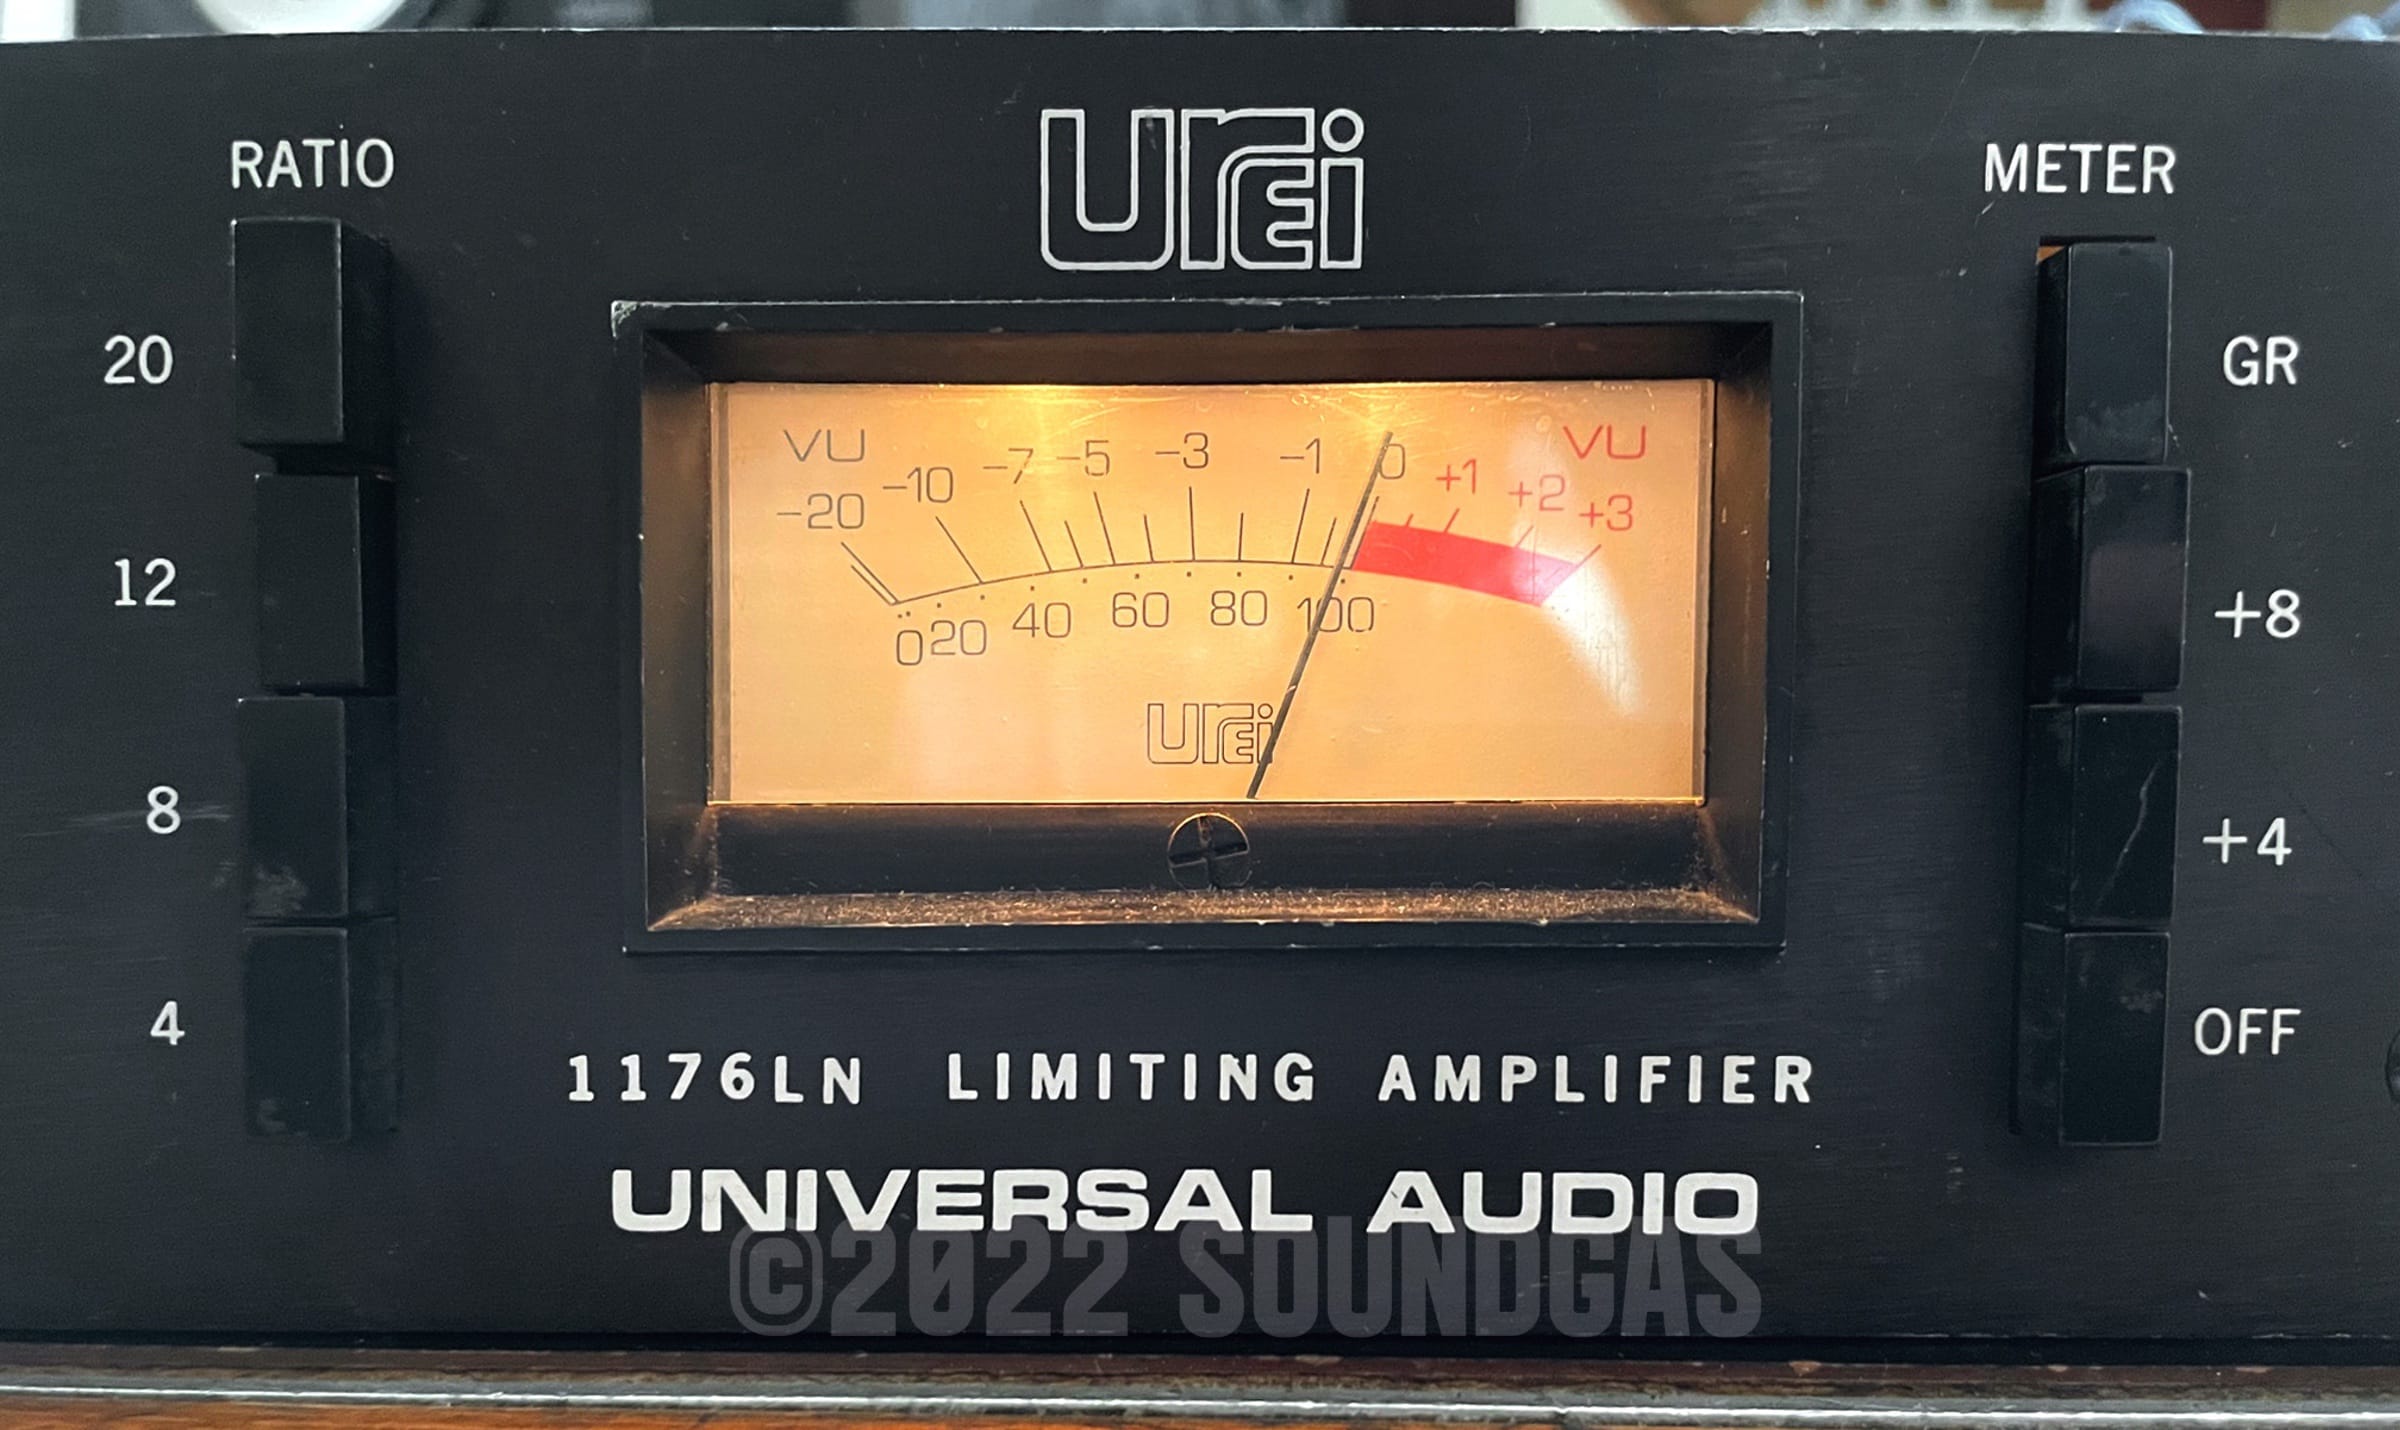 urei
RATIO
METER
20
12
8
4
VU
VU
-20 -10 -7 -5 -3 -1 0 +1 +2 +3
0 20 40 60 80 100
urei
GR
+8
+4
OFF
1176LN LIMITING AMPLIFIER
UNIVERSAL AUDIO
©2022 SOUNDGAS